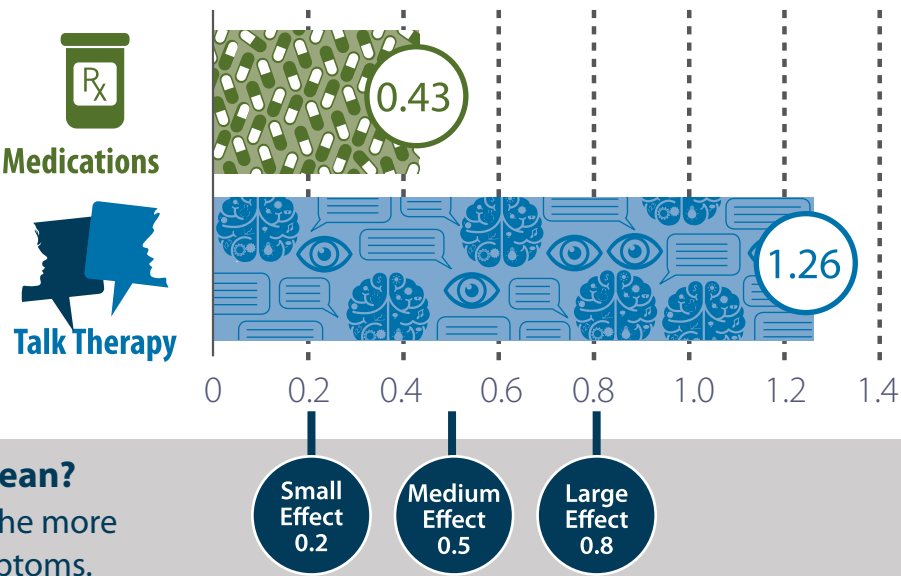 Rx
Medications
0.43
Talk Therapy
1.26
0 0.2 0.4 0.6 0.8 1.0 1.2 1.4
ean?
he more
ptoms.
Small
Effect
0.2
Medium
Effect
0.5
Large
Effect
0.8